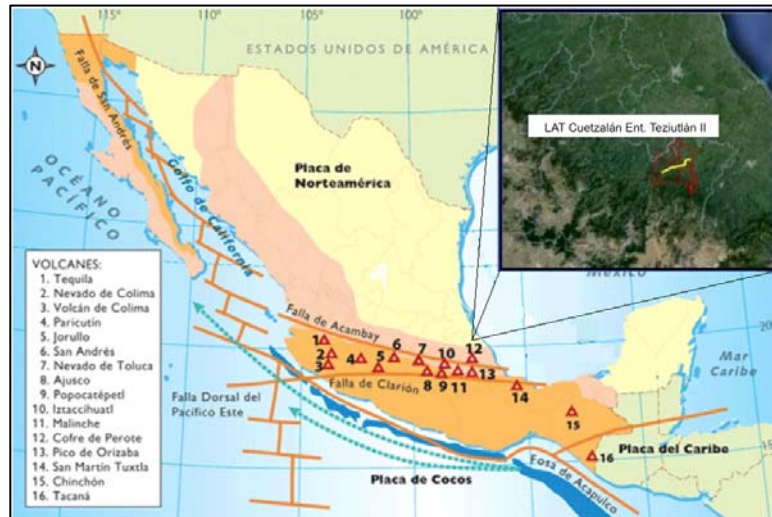 115°
110°
105°
100°
ESTADOS UNIDOS DE AMÉRICA
N
Falla de San Andrés
LAT Cuetzalán Ent. Teziutlán II
OCÉANO
PACÍFICO
Golfo de California
Placa de
Norteamérica
México
VOLCANES:
1. Tequila
2. Nevado de Colima
3. Volcán de Colima
4. Paricutín
5. Jorullo
6. San Andrés
7. Nevado de Toluca
8. Ajusco
9. Popocatépetl
10. Iztaccíhuatl
11. Malinche
12. Cofre de Perote
13. Pico de Orizaba
14. San Martín Tuxtla
15. Chinchón
16. Tacaná
Falla de Acambay
1
2
3
4
5
6
7
8
9
10
11
12
13
14
15
16
Falla de Clarión
Falla Dorsal del
Pacífico Este
Mar
Caribe
Placa del Caribe
Placa de Cocos
Fosa de Acapulco